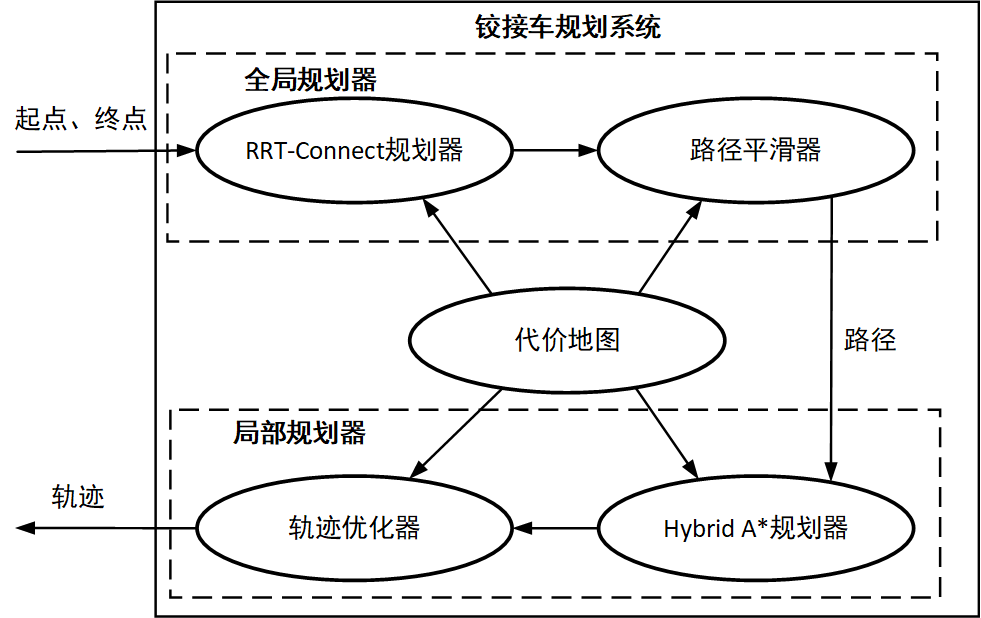 铰接车规划系统
全局规划器
起点、终点
RRT-Connect规划器
路径平滑器
代价地图
路径
局部规划器
轨迹
轨迹优化器
Hybrid A*规划器